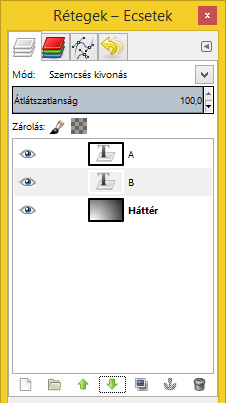 Rétegek – Ecsetek
Mód: Szemcsés kivonás
Átlátszatlanság 100,0
Zárolás:
A
B
Háttér